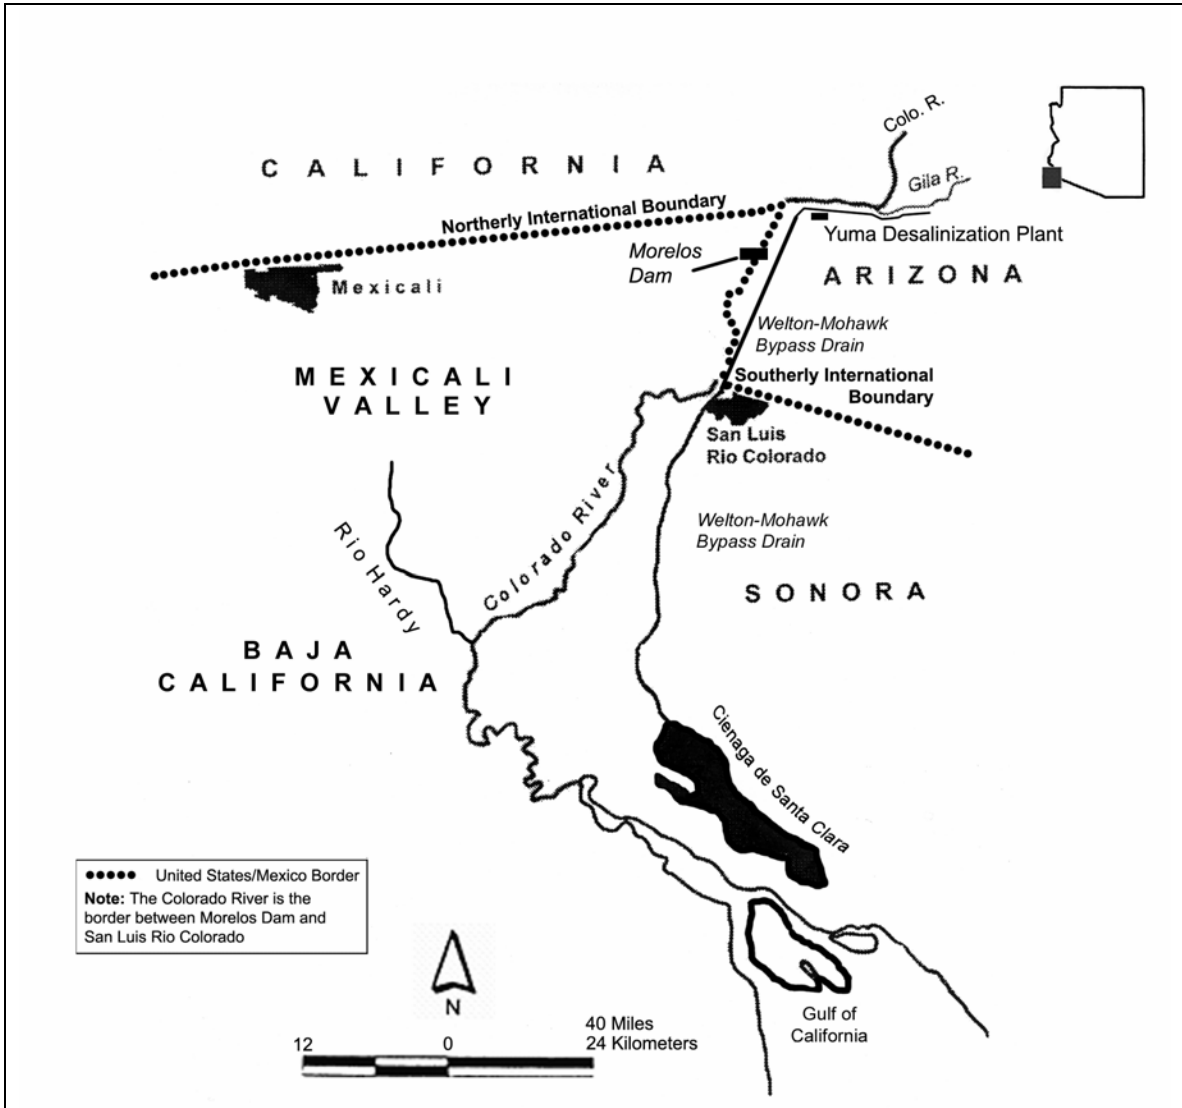 Colo. R.
CALIFORNIA
Gila R.
Northerly International Boundary
Yuma Desalinization Plant
Morelos
Dam
ARIZONA
Mexicali
Welton-Mohawk
Bypass Drain
MEXICALI
VALLEY
Southerly International
Boundary
San Luis
Rio Colorado
Colorado River
Welton-Mohawk
Bypass Drain
Rio Hardy
SONORA
BAJA
CALIFORNIA
Cienaga de Santa Clara
United States/Mexico Border
Note: The Colorado River is the
border between Morelos Dam and
San Luis Rio Colorado
N
Gulf of
California
40 Miles
12 0 24 Kilometers